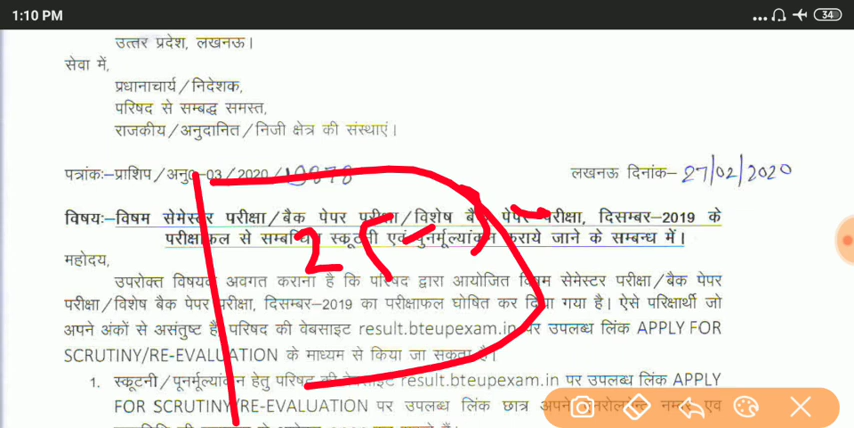 1:10 PM
34
उत्तर प्रदेश, लखनऊ।
सेवा में,
प्रधानाचार्य/निदेशक,
परिषद से सम्बद्ध समस्त,
राजकीय/अनुदानित/निजी क्षेत्र की संस्थाएं।
पत्रांकः–प्राशिप/अनु0–03/2020/ लखनऊ दिनांक–27/02/2020
विषयः–विषम सेमेस्टर परीक्षा/बैक पेपर परीक्षा/विशेष बैक पेपर परीक्षा, दिसम्बर–2019 के
परीक्षाफल से सम्बन्धित स्कूटनी एवं पुनर्मूल्यांकन कराये जाने के सम्बन्ध में।
महोदय,
उपरोक्त विषयक अवगत कराना है कि परिषद द्वारा आयोजित विषम सेमेस्टर परीक्षा/बैक पेपर
परीक्षा/विशेष बैक पेपर परीक्षा, दिसम्बर–2019 का परीक्षाफल घोषित कर दिया गया है। ऐसे परिक्षार्थी जो
अपने अंकों से असंतुष्ट है, परिषद की वेबसाइट result.bteupexam.in पर उपलब्ध लिंक APPLY FOR
SCRUTINY/RE-EVALUATION के माध्यम से किया जा सकता है।
1. स्कूटनी/पूनर्मूल्यांकन हेतु परिषद की वेबसाइट result.bteupexam.in पर उपलब्ध लिंक APPLY
FOR SCRUTINY/RE-EVALUATION पर उपलब्ध लिंक छात्र अपने एनरोलमेन्ट नम्बर एवं